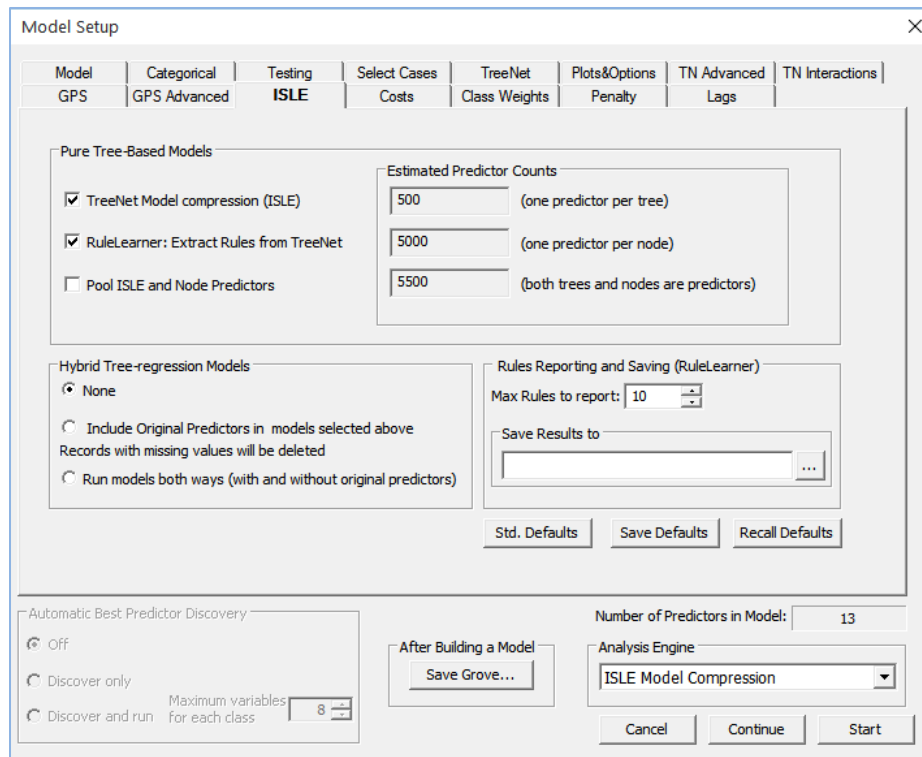 Model Setup
Model Categorical Testing Select Cases TreeNet Plots&Options TN Advanced TN Interactions
GPS GPS Advanced ISLE Costs Class Weights Penalty Lags
Pure Tree-Based Models
Estimated Predictor Counts
TreeNet Model compression (ISLE)
500 (one predictor per tree)
RuleLearner: Extract Rules from TreeNet
5000 (one predictor per node)
Pool ISLE and Node Predictors
5500 (both trees and nodes are predictors)
Hybrid Tree-regression Models
None
Include Original Predictors in models selected above
Records with missing values will be deleted
Run models both ways (with and without original predictors)
Rules Reporting and Saving (RuleLearner)
Max Rules to report: 10
Save Results to
...
Std. Defaults Save Defaults Recall Defaults
Automatic Best Predictor Discovery
Off
Discover only
Discover and run
Maximum variables
for each class 8
After Building a Model
Save Grove...
Number of Predictors in Model: 13
Analysis Engine
ISLE Model Compression
Cancel Continue Start